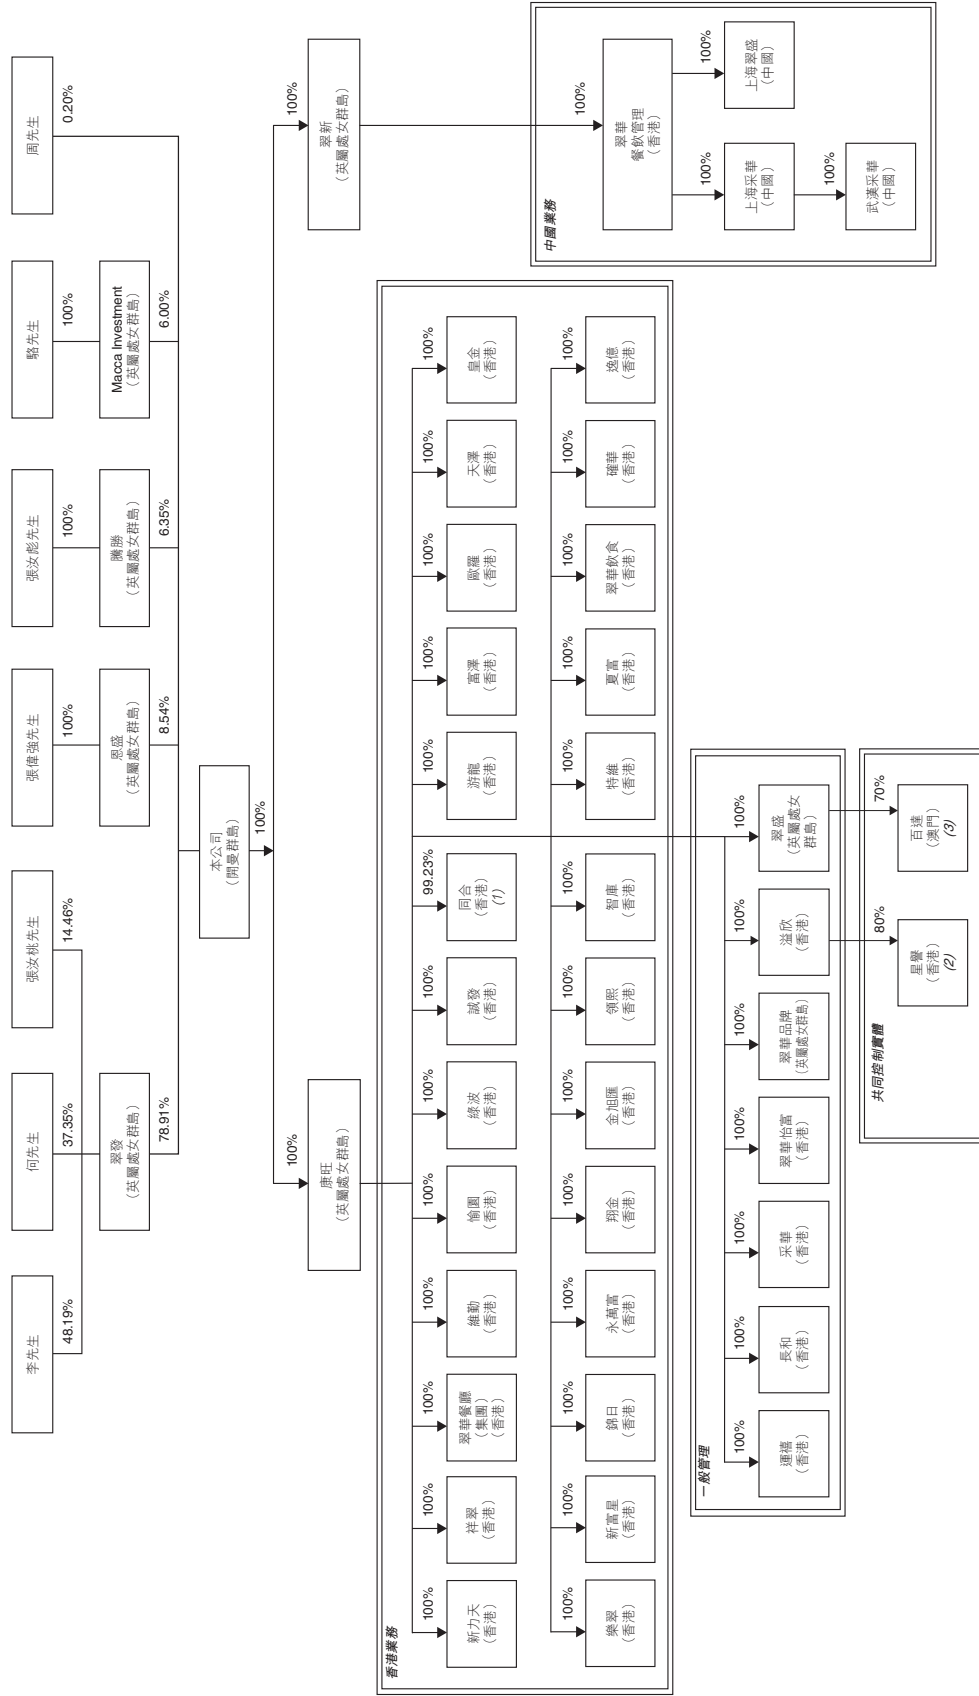 李先生
何先生
張汝桃先生
張偉強先生
張汝彪先生
駱先生
周先生
48.19%
37.35%
14.46%
100%
100%
100%
0.20%
翠發
(英屬處女群島)
恩盛
(英屬處女群島)
騰勝
(英屬處女群島)
Macca Investment
(英屬處女群島)
78.91%
8.54%
6.35%
6.00%
本公司
(開曼群島)
100%
100%
100%
康旺
(英屬處女群島)
翠新
(英屬處女群島)
香港業務
100%
100%
100%
100%
100%
100%
100%
99.23%
100%
100%
100%
100%
100%
新力天
(香港)
祥翠
(香港)
翠華餐廳
(集團)
(香港)
維勤
(香港)
愉園
(香港)
綠波
(香港)
誠發
(香港)
同合
(香港)
(1)
游龍
(香港)
富澤
(香港)
歐羅
(香港)
天澤
(香港)
皇金
(香港)
100%
100%
100%
100%
100%
100%
100%
100%
100%
100%
100%
100%
100%
樂翠
(香港)
新富星
(香港)
錦日
(香港)
永萬富
(香港)
翔金
(香港)
金旭匯
(香港)
領熙
(香港)
智庫
(香港)
特維
(香港)
夏富
(香港)
翠華飲食
(香港)
確華
(香港)
逸億
(香港)
中國業務
100%
翠華
餐飲管理
(香港)
100%
100%
上海采華
(中國)
上海翠盛
(中國)
100%
武漢采華
(中國)
一般管理
100%
100%
100%
100%
100%
100%
100%
運禧
(香港)
長和
(香港)
采華
(香港)
翠華怡富
(香港)
翠華品牌
(英屬處女群島)
溢欣
(香港)
翠盛
(英屬處女
群島)
共同控制實體
80%
70%
星譽
(香港)
(2)
百達
(澳門)
(3)